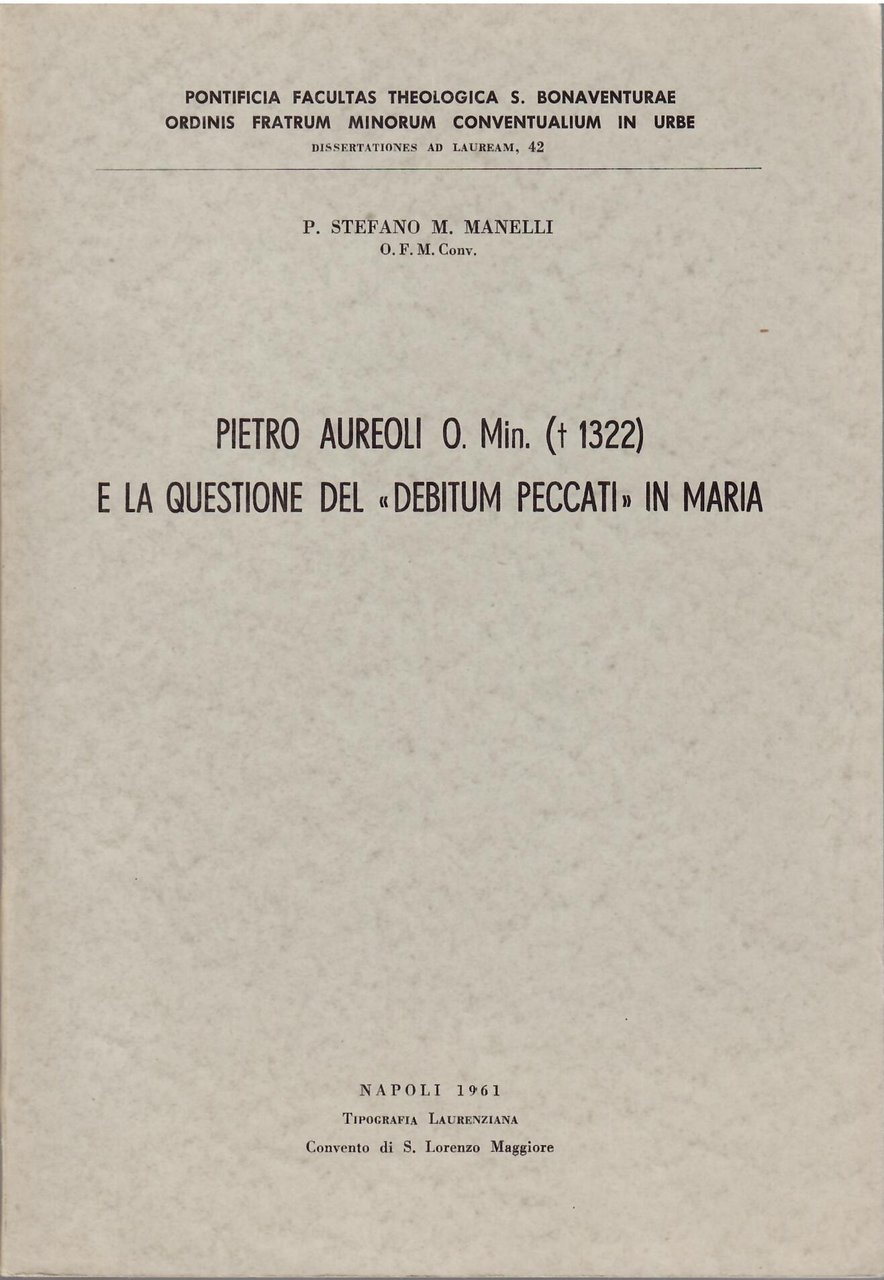 PONTIFICIA FACULTAS THEOLOGICA S. BONAVENTURAE
ORDINIS FRATRUM MINORUM CONVENTUALIUM IN URBE
DISSERTATIONES AD LAUREAM, 42
P. STEFANO M. MANELLI
O. F. M. Conv.
PIETRO AUREOLI O. Min. († 1322)
E LA QUESTIONE DEL «DEBITUM PECCATI» IN MARIA
NAPOLI 1961
TIPOGRAFIA LAURENZIANA
Convento di S. Lorenzo Maggiore